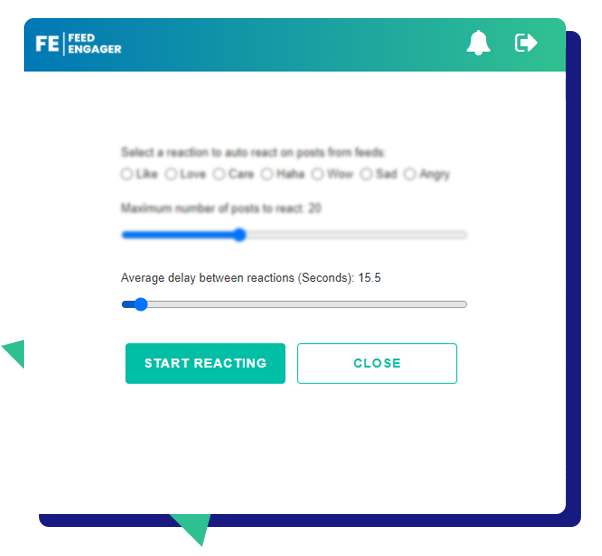 FE FEED
ENGAGER
Select a reaction to auto react on posts from feeds:
Like Love Care Haha Wow Sad Angry
Maximum number of posts to react: 20
Average delay between reactions (Seconds): 15.5
START REACTING CLOSE